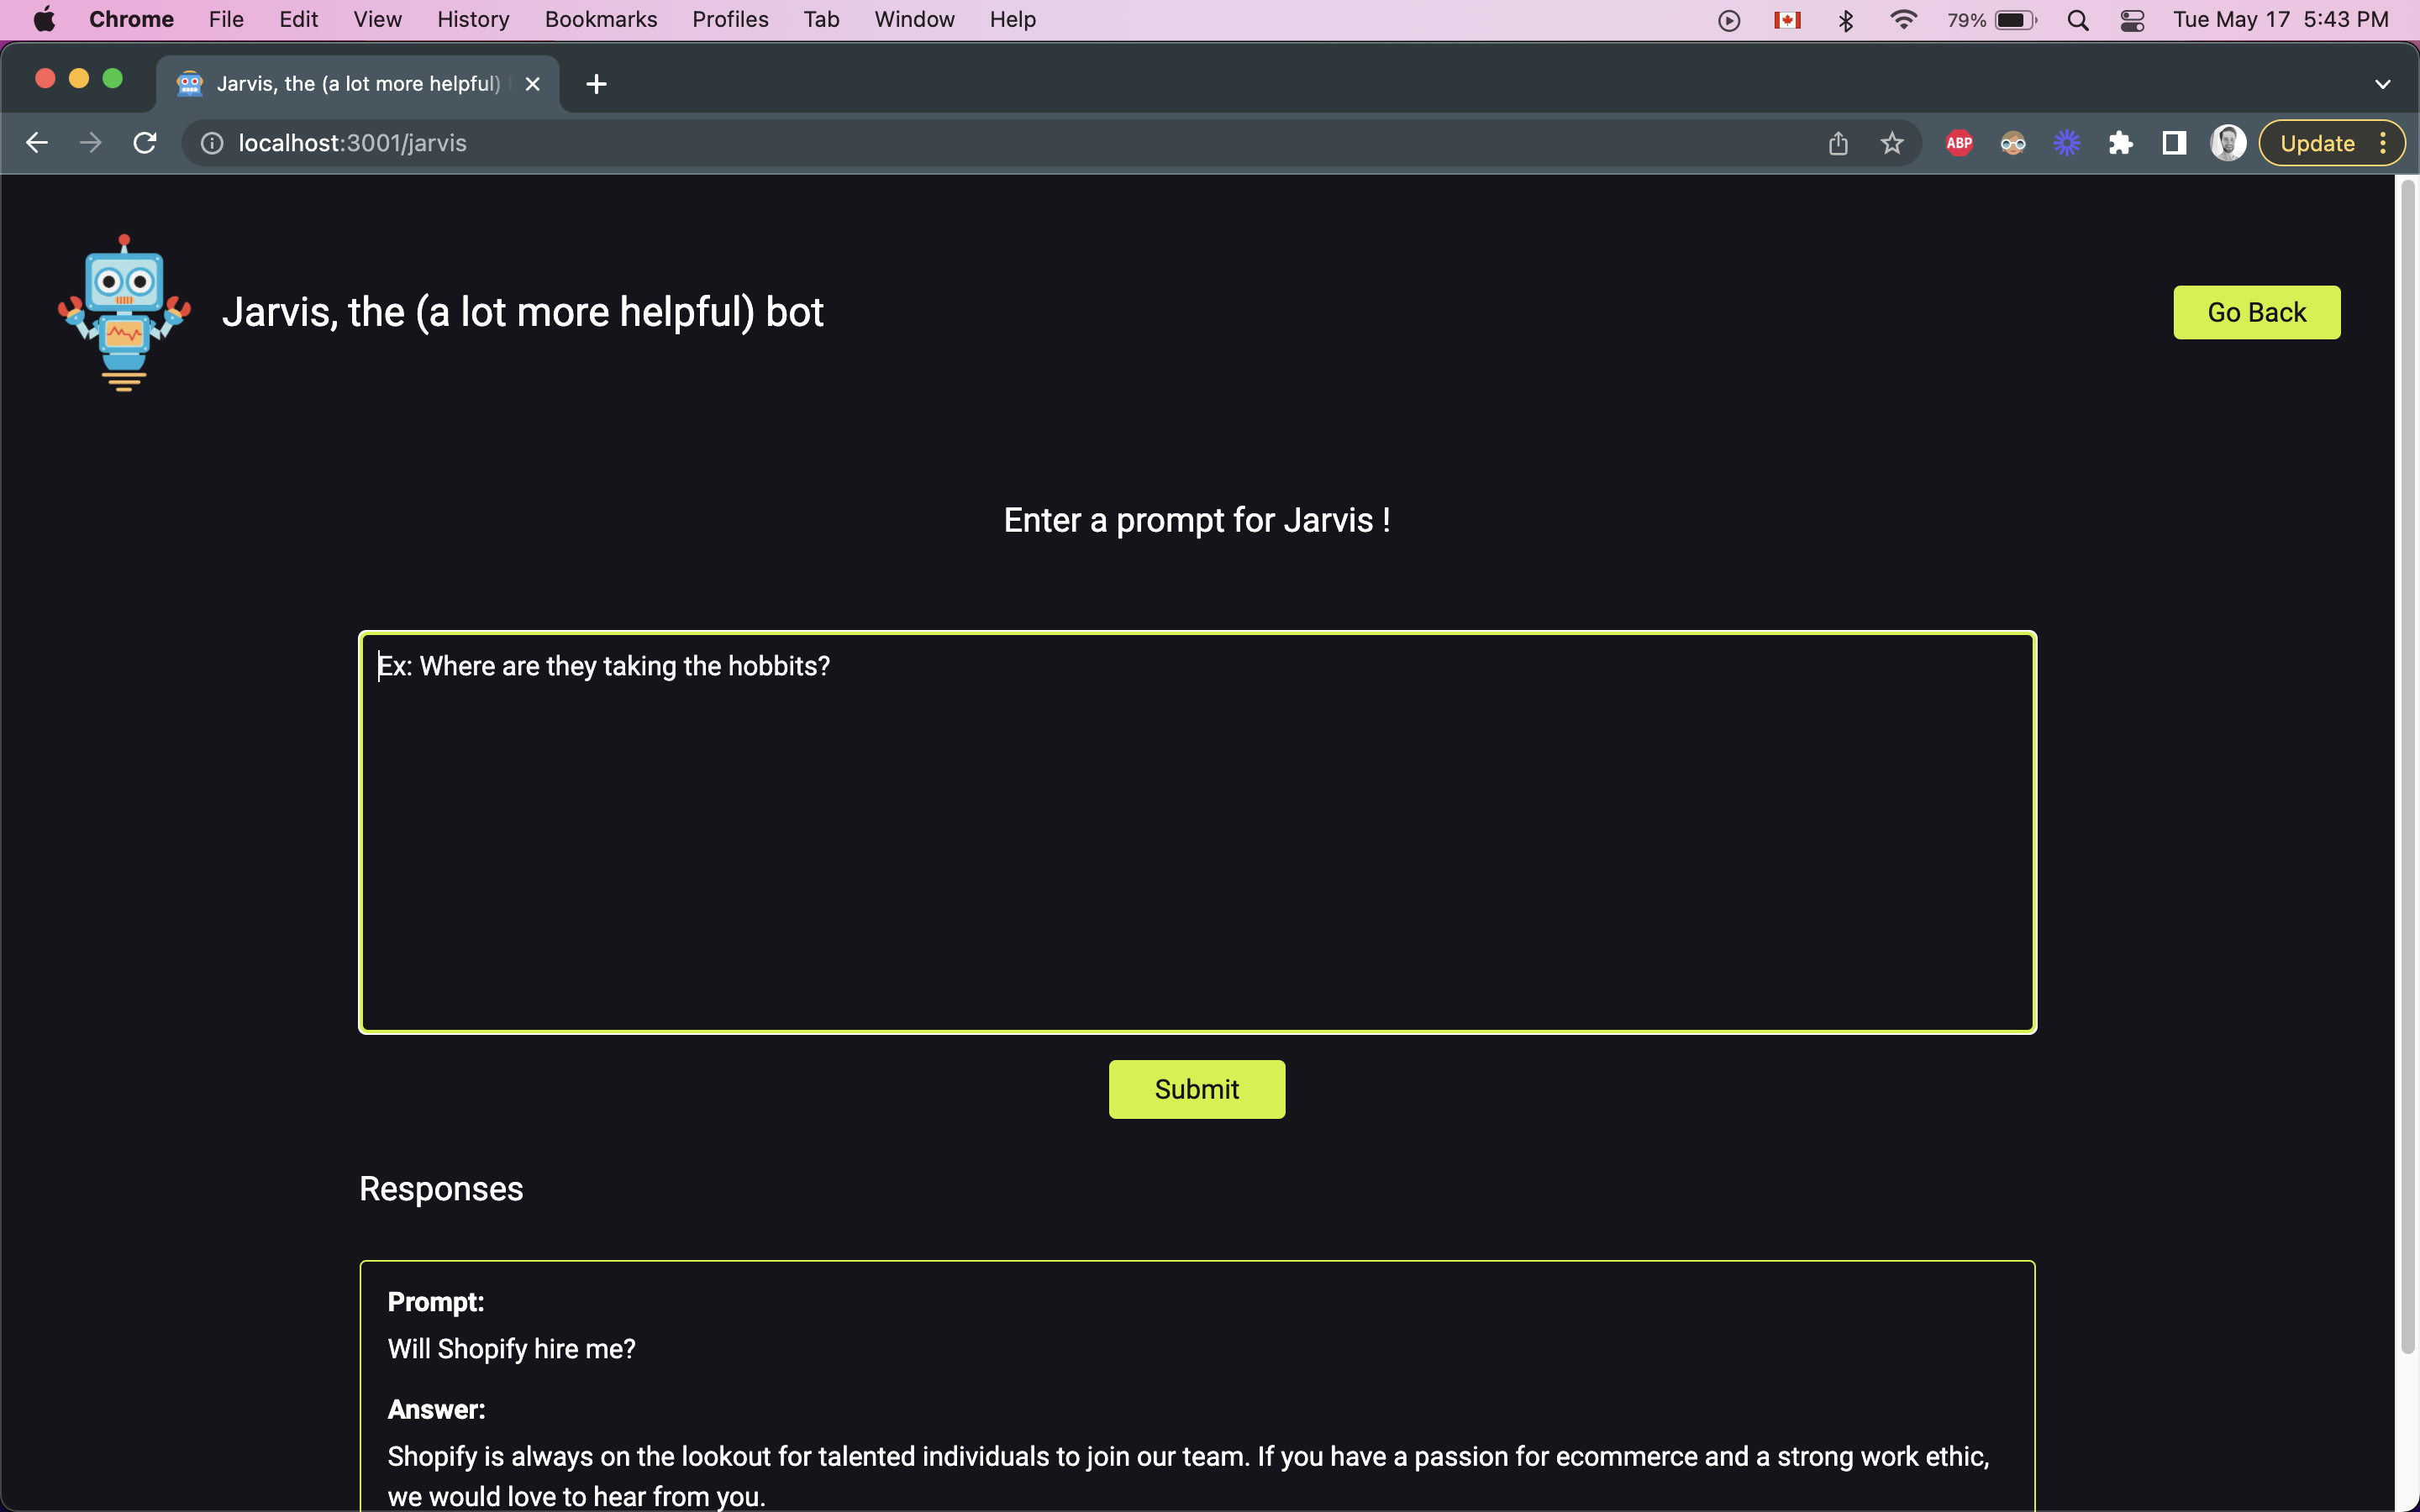 Chrome File Edit View History Bookmarks Profiles Tab Window Help 79% Tue May 17 5:43 PM
Jarvis, the (a lot more helpful)
localhost:3001/jarvis ABP Update
Jarvis, the (a lot more helpful) bot
Go Back
Enter a prompt for Jarvis !
Ex: Where are they taking the hobbits?
Submit
Responses
Prompt:
Will Shopify hire me?
Answer:
Shopify is always on the lookout for talented individuals to join our team. If you have a passion for ecommerce and a strong work ethic,
we would love to hear from you.